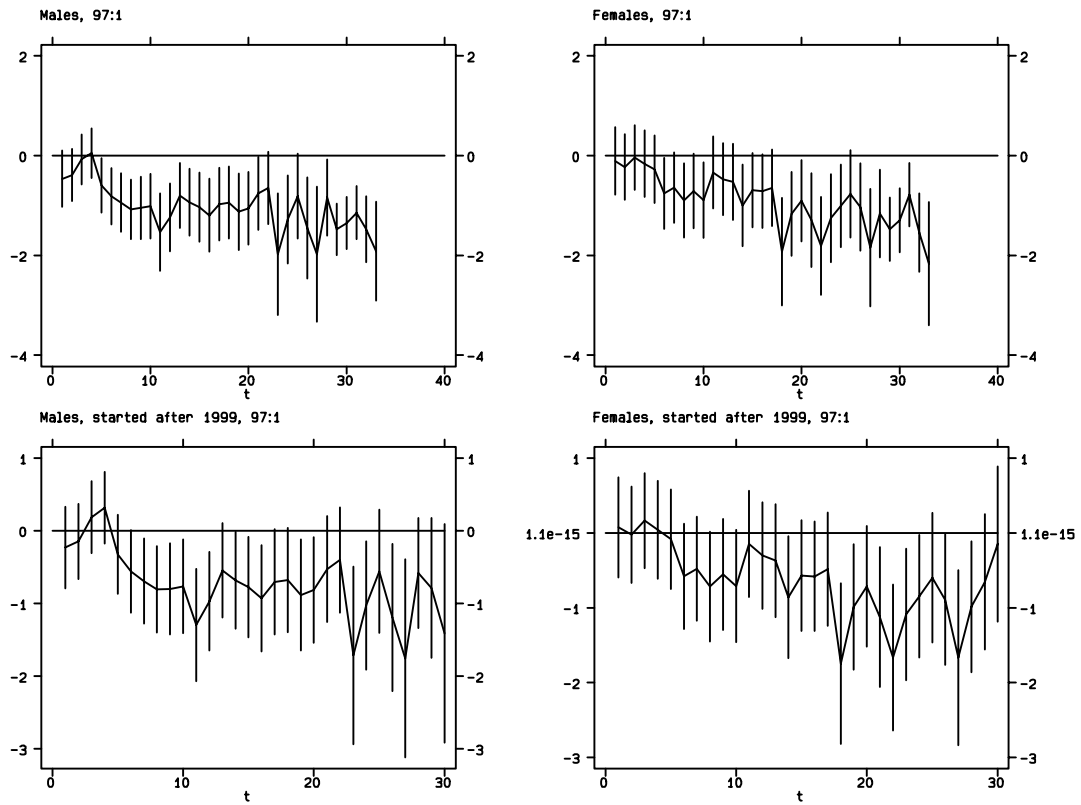 Males, 97:1
Females, 97:1
2 2 2 2
0 0 0 0
-2 -2 -2 -2
-4 -4 -4 -4
0 10 20 30 40 0 10 20 30 40
t t
Males, started after 1999, 97:1
Females, started after 1999, 97:1
1 1 1 1
0 0 1.1e-15 1.1e-15
-1 -1 -1 -1
-2 -2 -2 -2
-3 -3 -3 -3
0 10 20 30 0 10 20 30
t t